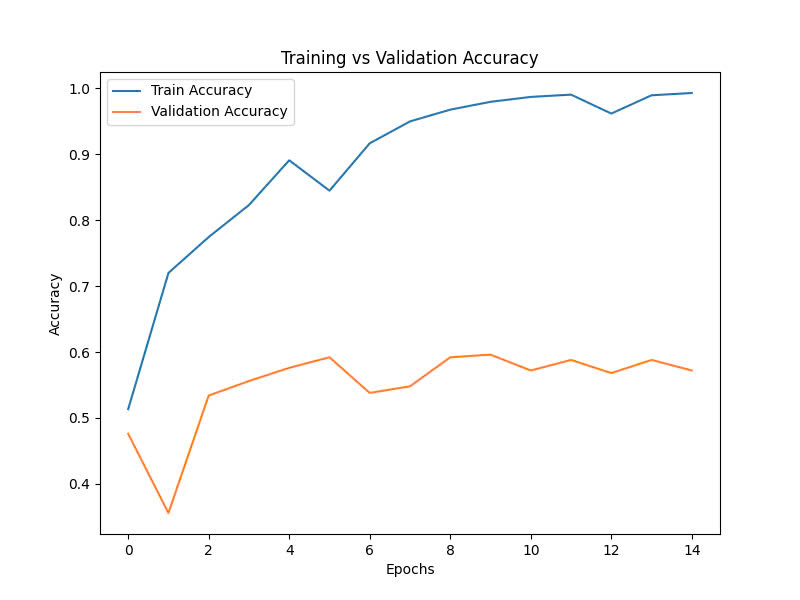 Training vs Validation Accuracy
Train Accuracy
Validation Accuracy
1.0
0.9
0.8
0.7
0.6
0.5
0.4
Accuracy
0 2 4 6 8 10 12 14
Epochs